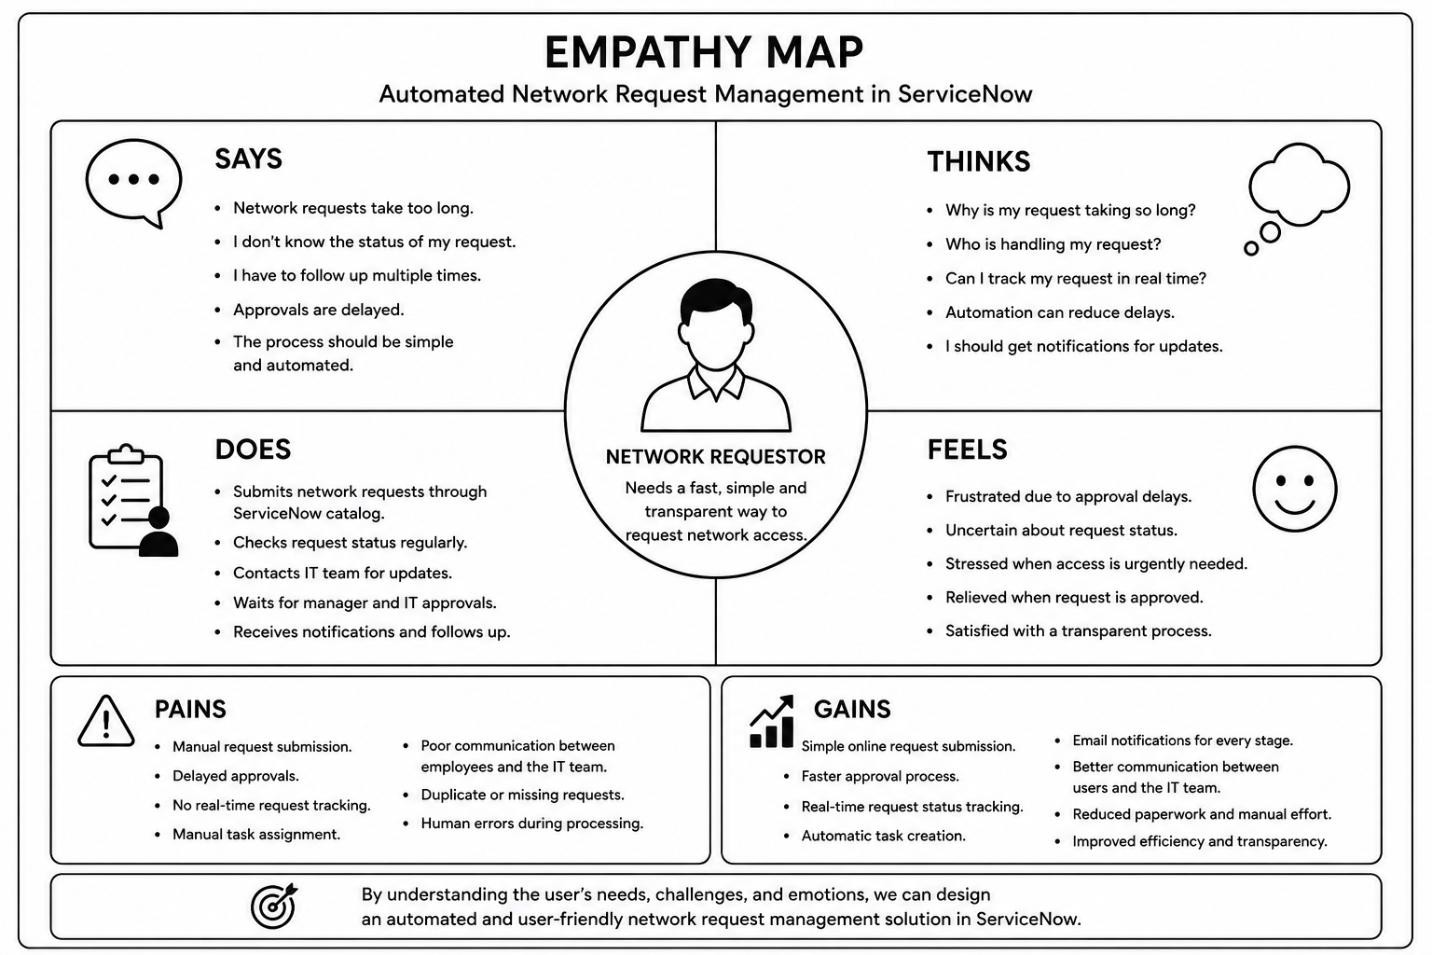 EMPATHY MAP
Automated Network Request Management in ServiceNow
SAYS
• Network requests take too long.
• I don't know the status of my request.
• I have to follow up multiple times.
• Approvals are delayed.
• The process should be simple
and automated.
THINKS
• Why is my request taking so long?
• Who is handling my request?
• Can I track my request in real time?
• Automation can reduce delays.
• I should get notifications for updates.
NETWORK REQUESTOR
Needs a fast, simple and
transparent way to
request network access.
DOES
• Submits network requests through
ServiceNow catalog.
• Checks request status regularly.
• Contacts IT team for updates.
• Waits for manager and IT approvals.
• Receives notifications and follows up.
FEELS
• Frustrated due to approval delays.
• Uncertain about request status.
• Stressed when access is urgently needed.
• Relieved when request is approved.
• Satisfied with a transparent process.
PAINS
• Manual request submission.
• Delayed approvals.
• No real-time request tracking.
• Manual task assignment.
• Poor communication between
employees and the IT team.
• Duplicate or missing requests.
• Human errors during processing.
GAINS
Simple online request submission.
• Faster approval process.
• Real-time request status tracking.
• Automatic task creation.
• Email notifications for every stage.
• Better communication between
users and the IT team.
• Reduced paperwork and manual effort.
• Improved efficiency and transparency.
By understanding the user's needs, challenges, and emotions, we can design
an automated and user-friendly network request management solution in ServiceNow.